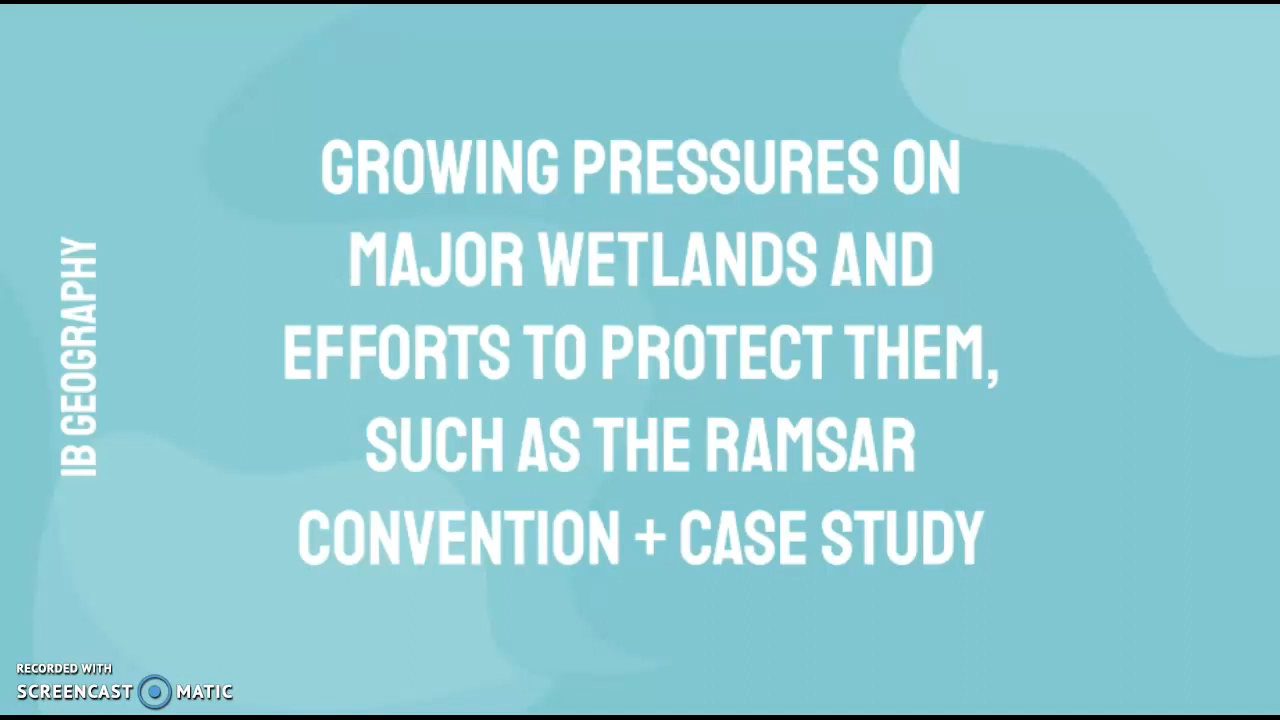 GROWING PRESSURES ON
MAJOR WETLANDS AND
EFFORTS TO PROTECT THEM,
SUCH AS THE RAMSAR
CONVENTION + CASE STUDY
IB GEOGRAPHY
RECORDED WITH
SCREENCAST MATIC